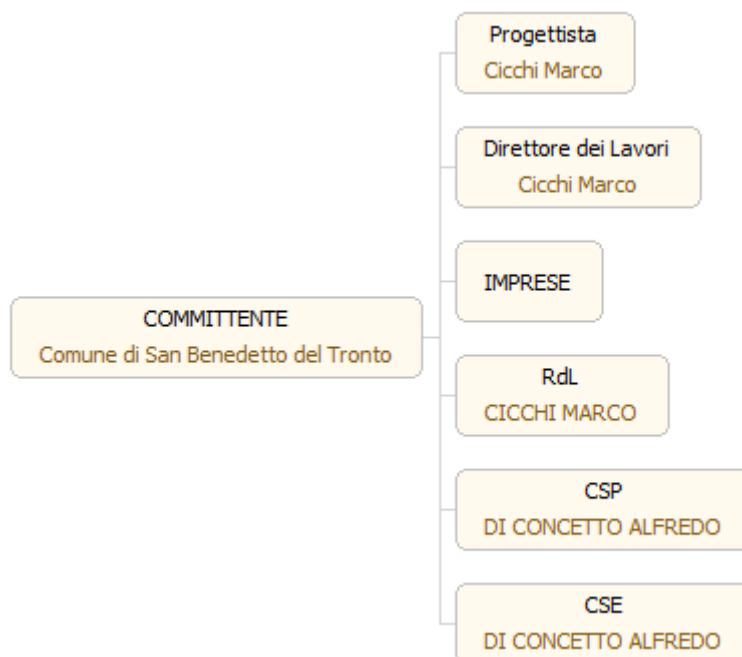 Progettista
Cicchi Marco
Direttore dei Lavori
Cicchi Marco
IMPRESE
COMMITTENTE
Comune di San Benedetto del Tronto
RdL
CICCHI MARCO
CSP
DI CONCETTO ALFREDO
CSE
DI CONCETTO ALFREDO